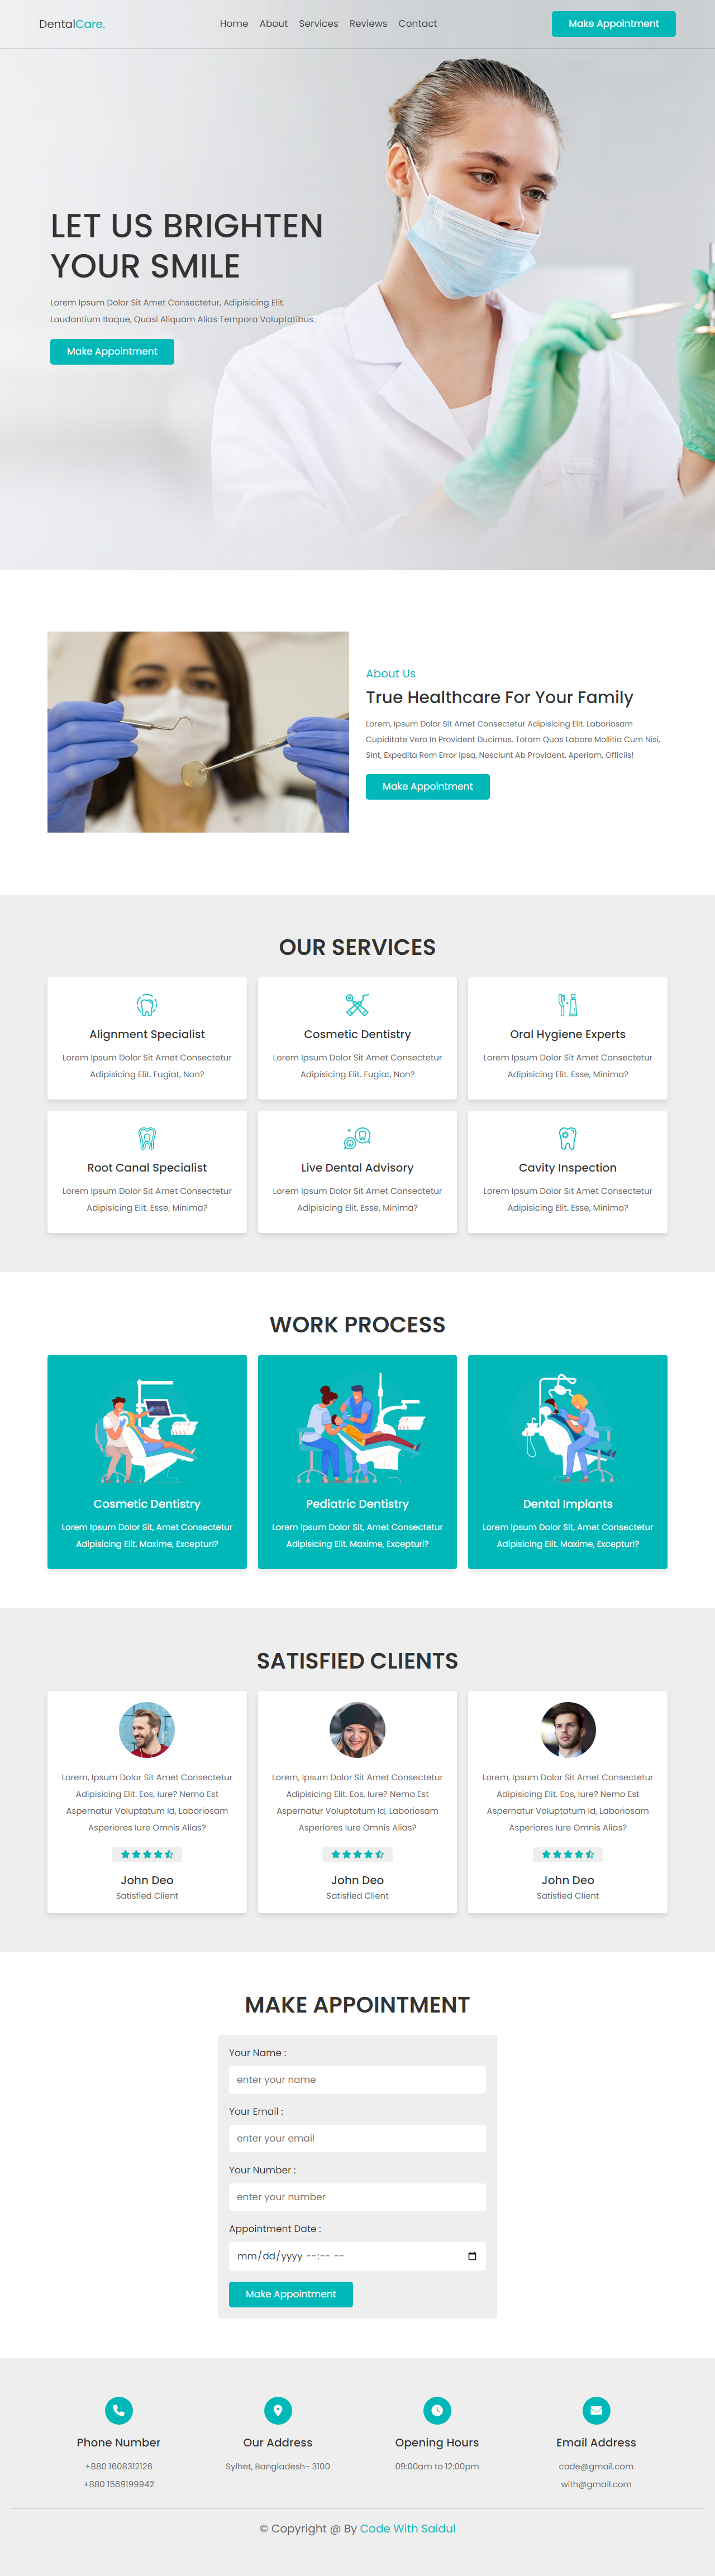 DentalCare.
Home About Services Reviews Contact
Make Appointment
LET US BRIGHTEN
YOUR SMILE
Lorem Ipsum Dolor Sit Amet Consectetur, Adipisicing Elit.
Laudantium Itaque, Quasi Aliquam Alias Tempora Voluptatibus.
Make Appointment
About Us
True Healthcare For Your Family
Lorem, Ipsum Dolor Sit Amet Consectetur Adipisicing Elit. Laboriosam
Cupiditate Vero In Provident Ducimus. Totam Quas Labore Mollitia Cum Nisi,
Sint, Expedita Rem Error Ipsa, Nesciunt Ab Provident. Aperiam, Officiis!
Make Appointment
OUR SERVICES
Alignment Specialist
Lorem Ipsum Dolor Sit Amet Consectetur
Adipisicing Elit. Fugiat, Non?
Cosmetic Dentistry
Lorem Ipsum Dolor Sit Amet Consectetur
Adipisicing Elit. Fugiat, Non?
Oral Hygiene Experts
Lorem Ipsum Dolor Sit Amet Consectetur
Adipisicing Elit. Esse, Minima?
Root Canal Specialist
Lorem Ipsum Dolor Sit Amet Consectetur
Adipisicing Elit. Esse, Minima?
Live Dental Advisory
Lorem Ipsum Dolor Sit Amet Consectetur
Adipisicing Elit. Esse, Minima?
Cavity Inspection
Lorem Ipsum Dolor Sit Amet Consectetur
Adipisicing Elit. Esse, Minima?
WORK PROCESS
Cosmetic Dentistry
Lorem Ipsum Dolor Sit, Amet Consectetur
Adipisicing Elit. Maxime, Excepturi?
Pediatric Dentistry
Lorem Ipsum Dolor Sit, Amet Consectetur
Adipisicing Elit. Maxime, Excepturi?
Dental Implants
Lorem Ipsum Dolor Sit, Amet Consectetur
Adipisicing Elit. Maxime, Excepturi?
SATISFIED CLIENTS
Lorem, Ipsum Dolor Sit Amet Consectetur
Adipisicing Elit. Eos, Iure? Nemo Est
Aspernatur Voluptatum Id, Laboriosam
Asperiores Iure Omnis Alias?
John Deo
Satisfied Client
Lorem, Ipsum Dolor Sit Amet Consectetur
Adipisicing Elit. Eos, Iure? Nemo Est
Aspernatur Voluptatum Id, Laboriosam
Asperiores Iure Omnis Alias?
John Deo
Satisfied Client
Lorem, Ipsum Dolor Sit Amet Consectetur
Adipisicing Elit. Eos, Iure? Nemo Est
Aspernatur Voluptatum Id, Laboriosam
Asperiores Iure Omnis Alias?
John Deo
Satisfied Client
MAKE APPOINTMENT
Your Name :
enter your name
Your Email :
enter your email
Your Number :
enter your number
Appointment Date :
mm/dd/yyyy --:-- --
Make Appointment
Phone Number
+880 1608312126
+880 1569199942
Our Address
Sylhet, Bangladesh- 3100
Opening Hours
09:00am to 12:00pm
Email Address
code@gmail.com
with@gmail.com
© Copyright @ By Code With Saidul